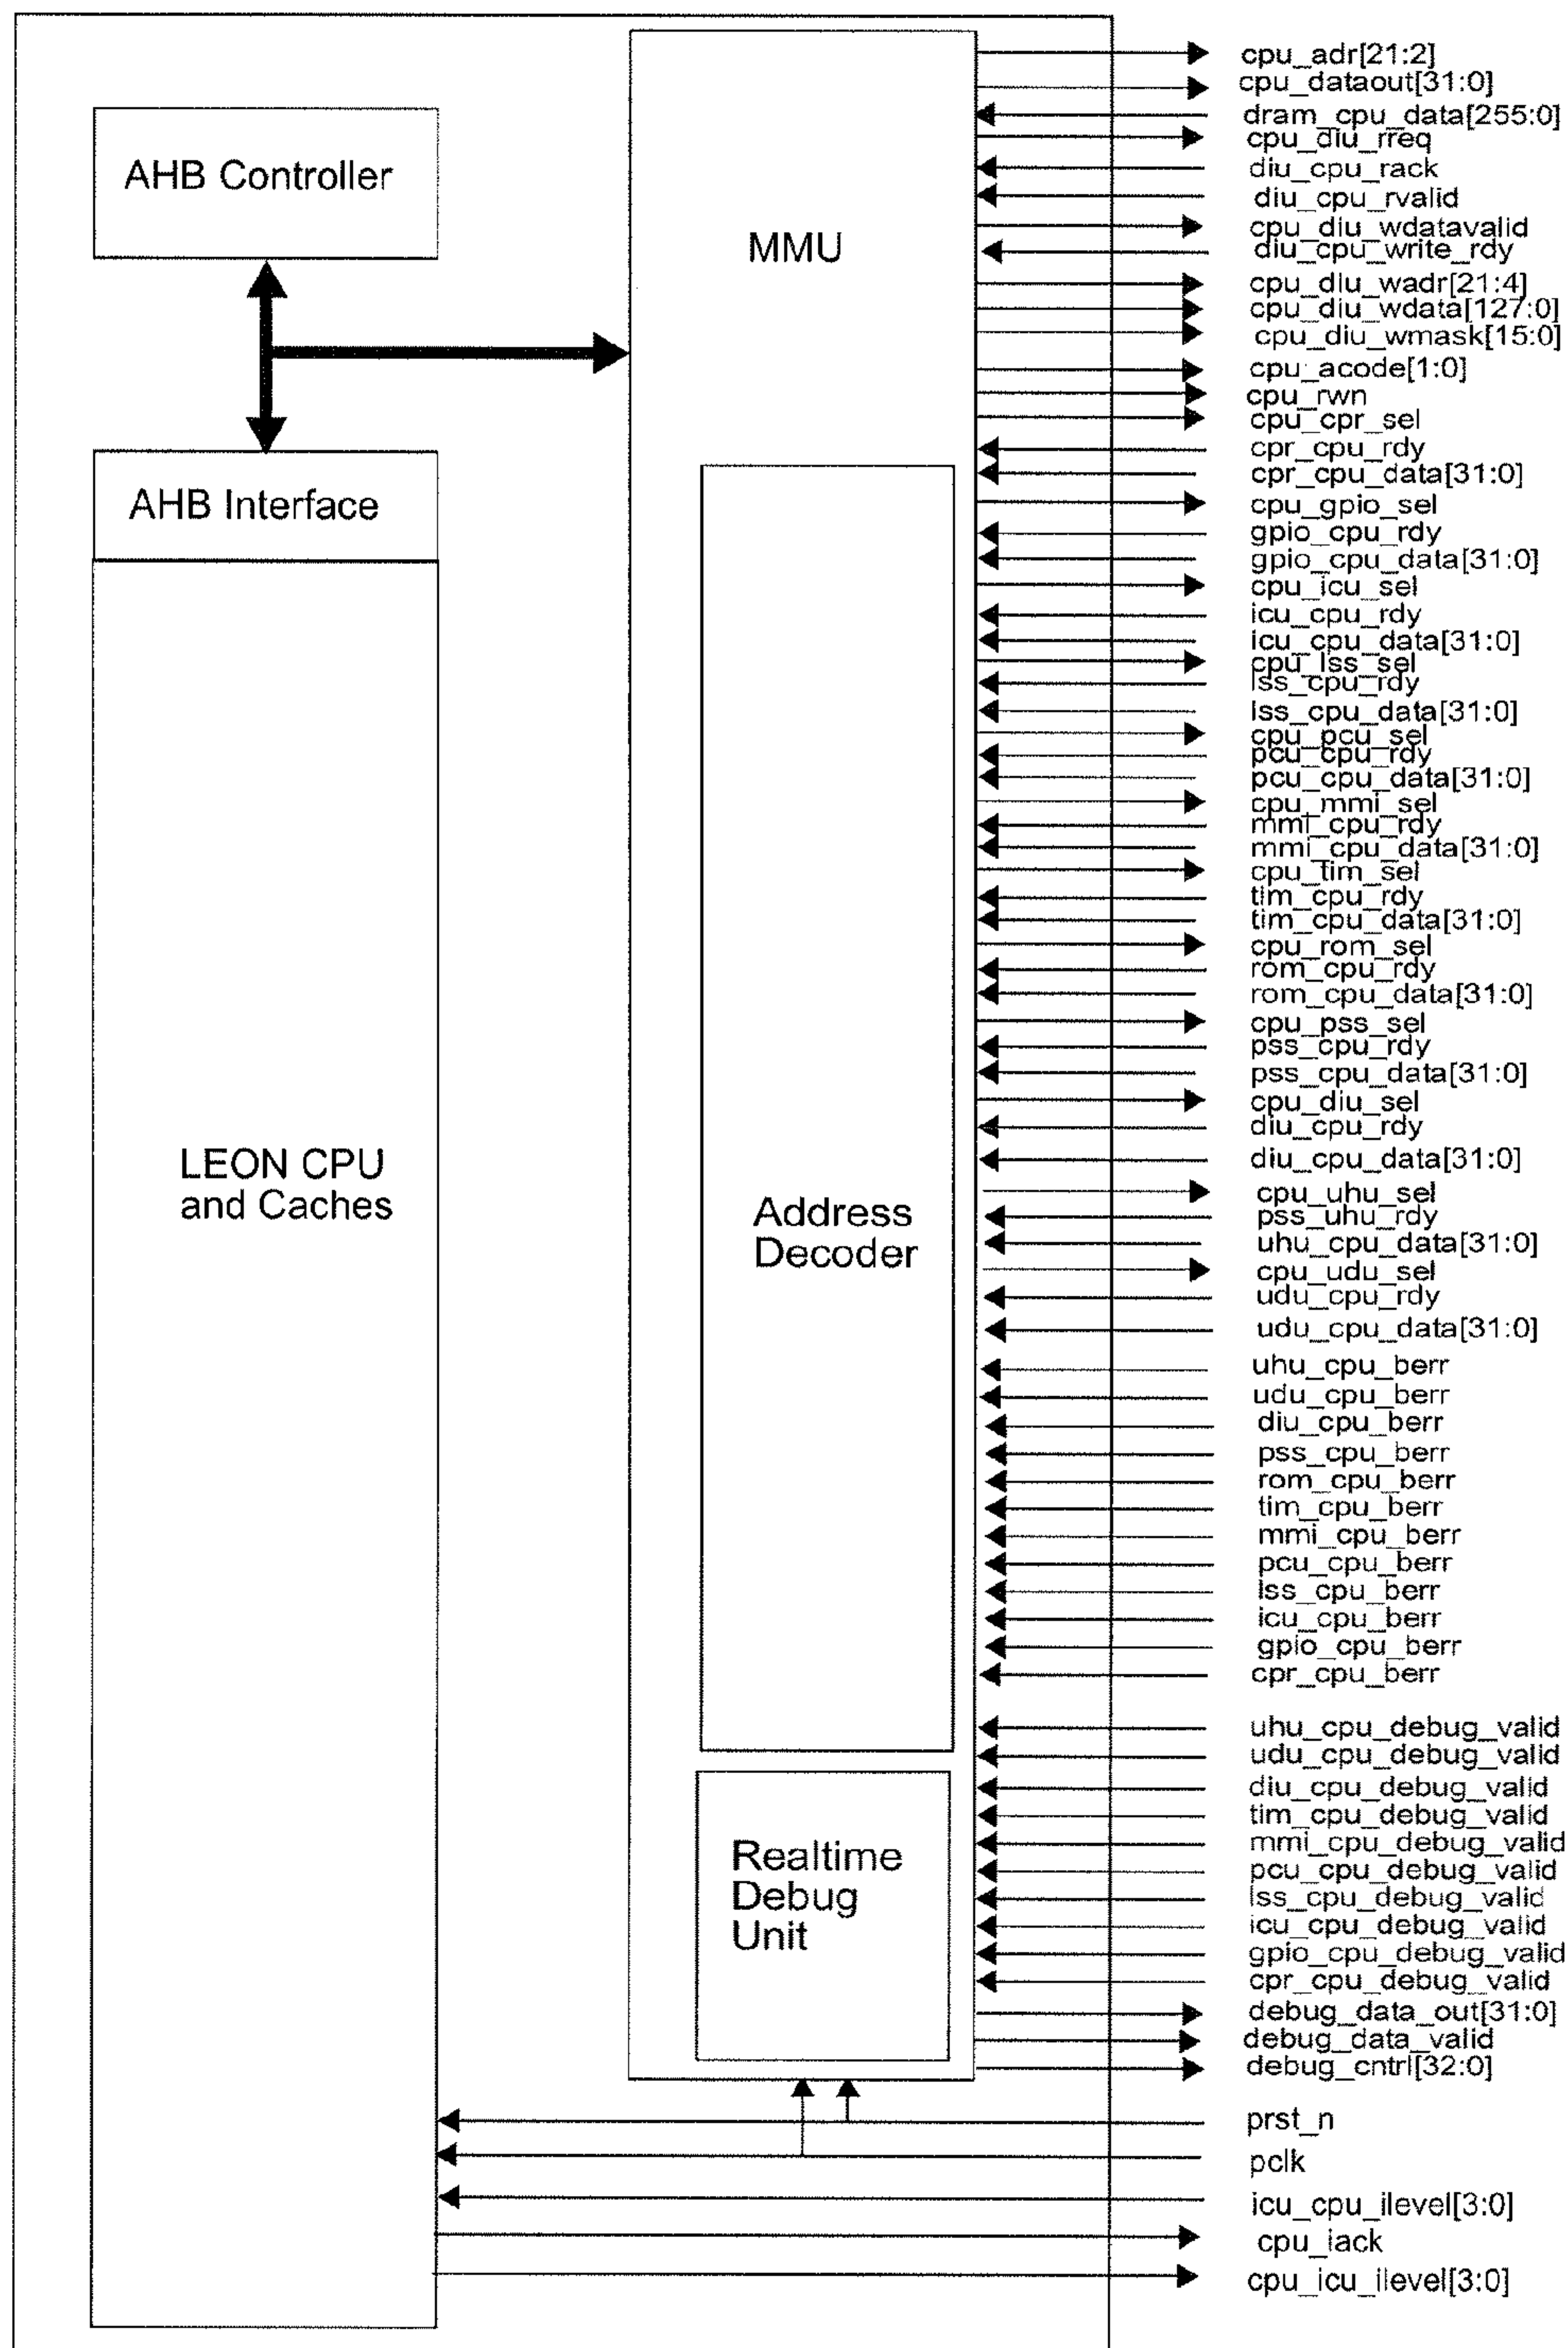 AHB Controller
AHB Interface
LEON CPU
and Caches
MMU
Address
Decoder
Realtime
Debug
Unit
cpu_adr[21:2]
cpu_dataout[31:0]
dram_cpu_data[255:0]
cpu_diu_rreq
diu_cpu_rack
diu_cpu_rvalid
cpu_diu_wdatavalid
diu_cpu_write_rdy
cpu_diu_wadr[21:4]
cpu_diu_wdata[127:0]
cpu_diu_wmask[15:0]
cpu_acode[1:0]
cpu_rwn
cpu_cpr_sel
cpr_cpu_rdy
cpr_cpu_data[31:0]
cpu_gpio_sel
gpio_cpu_rdy
gpio_cpu_data[31:0]
cpu_icu_sel
icu_cpu_rdy
icu_cpu_data[31:0]
cpu_lss_sel
lss_cpu_rdy
lss_cpu_data[31:0]
cpu_pcu_sel
pcu_cpu_rdy
pcu_cpu_data[31:0]
cpu_mmi_sel
mmi_cpu_rdy
mmi_cpu_data[31:0]
cpu_tim_sel
tim_cpu_rdy
tim_cpu_data[31:0]
cpu_rom_sel
rom_cpu_rdy
rom_cpu_data[31:0]
cpu_pss_sel
pss_cpu_rdy
pss_cpu_data[31:0]
cpu_diu_sel
diu_cpu_rdy
diu_cpu_data[31:0]
cpu_uhu_sel
pss_uhu_rdy
uhu_cpu_data[31:0]
cpu_udu_sel
udu_cpu_rdy
udu_cpu_data[31:0]
uhu_cpu_berr
udu_cpu_berr
diu_cpu_berr
pss_cpu_berr
rom_cpu_berr
tim_cpu_berr
mmi_cpu_berr
pcu_cpu_berr
lss_cpu_berr
icu_cpu_berr
gpio_cpu_berr
cpr_cpu_berr
uhu_cpu_debug_valid
udu_cpu_debug_valid
diu_cpu_debug_valid
tim_cpu_debug_valid
mmi_cpu_debug_valid
pcu_cpu_debug_valid
lss_cpu_debug_valid
icu_cpu_debug_valid
gpio_cpu_debug_valid
cpr_cpu_debug_valid
debug_data_out[31:0]
debug_data_valid
debug_cntrl[32:0]
prst_n
pclk
icu_cpu_ilevel[3:0]
cpu_iack
cpu_icu_ilevel[3:0]